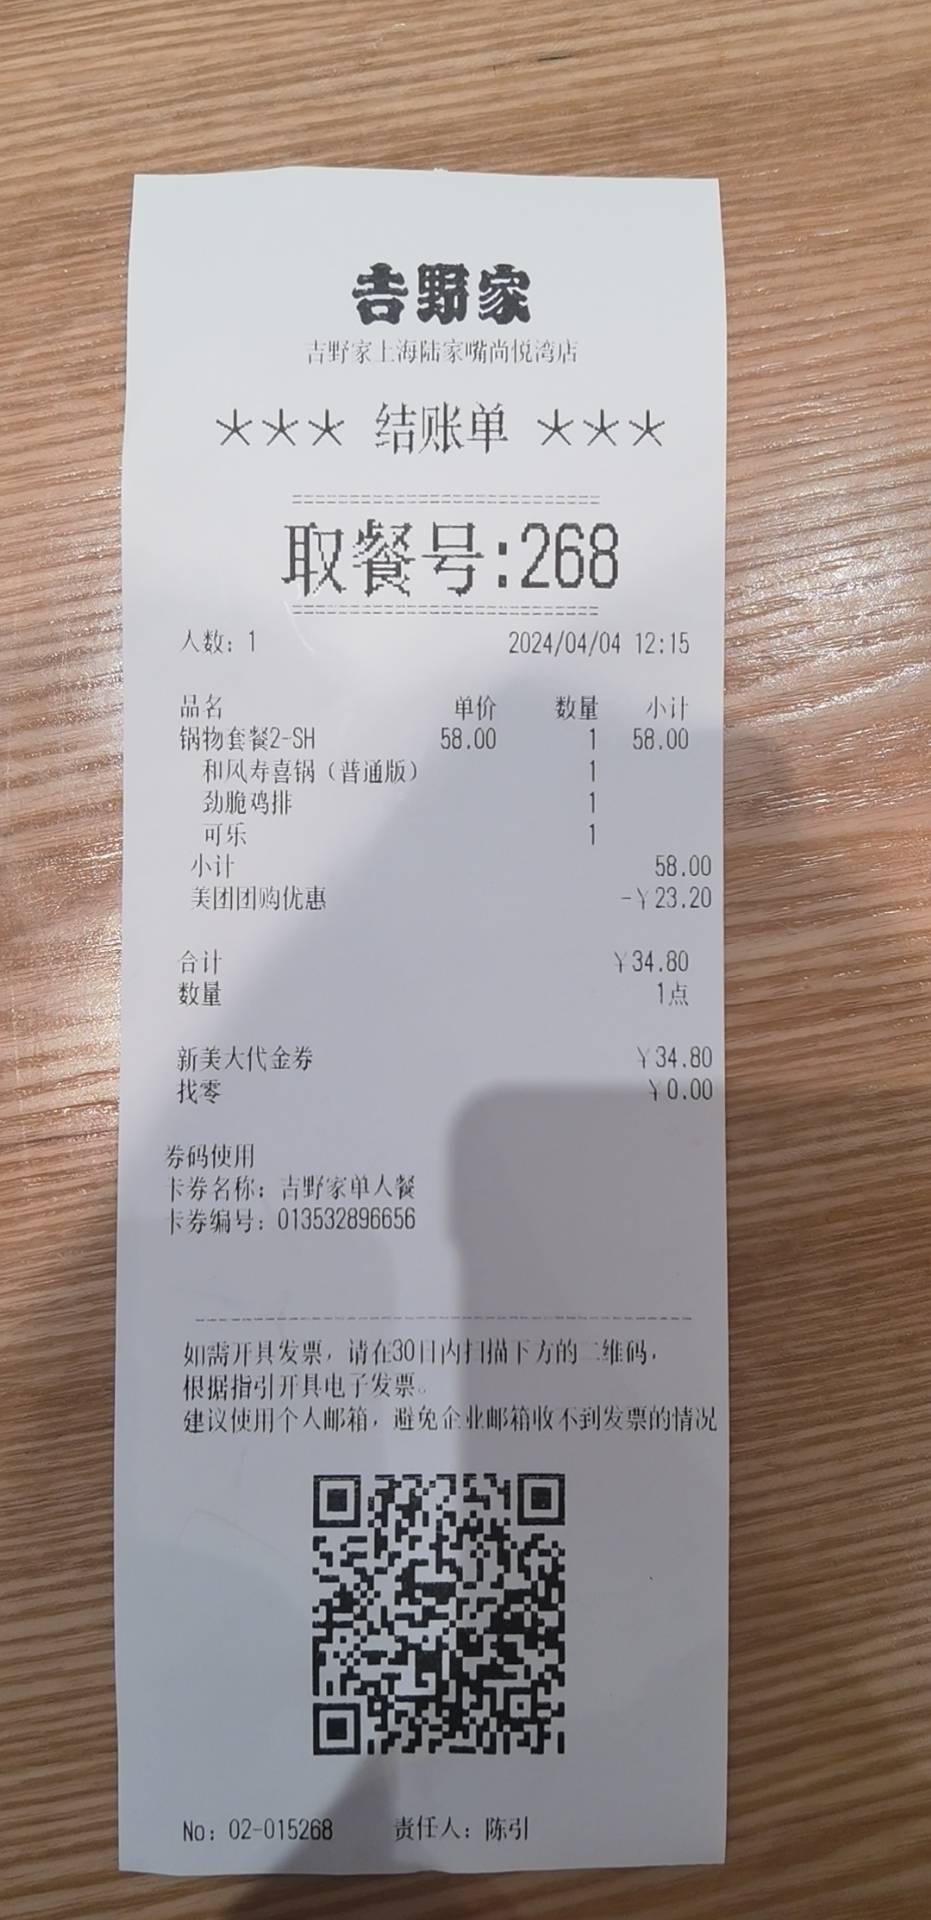 吉野家
吉野家上海陆家嘴尚悦湾店
*** 结账单 ***
取餐号:268
人数: 1 2024/04/04 12:15
品名 单价 数量 小计
锅物套餐2-SH 58.00 1 58.00
和风寿喜锅（普通版） 1
劲脆鸡排 1
可乐 1
小计 58.00
美团团购优惠 -￥23.20
合计 ￥34.80
数量 1点
新美大代金券 ￥34.80
找零 ￥0.00
券码使用
卡券名称: 吉野家单人餐
卡券编号: 013532896656
如需开具发票，请在30日内扫描下方的二维码，
根据指引开具电子发票。
建议使用个人邮箱，避免企业邮箱收不到发票的情况
No: 02-015268 责任人: 陈引